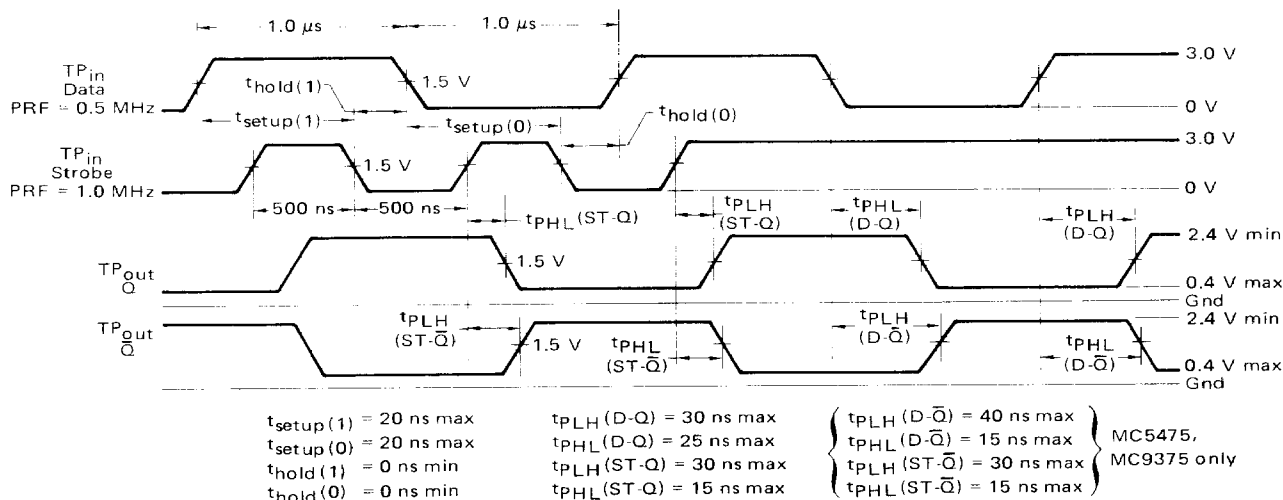 1.0 μs 1.0 μs
TPin
Data
PRF = 0.5 MHz
3.0 V
1.5 V
0 V
thold(1)
tsetup(1)
tsetup(0)
thold(0)
TPin
Strobe
PRF = 1.0 MHz
3.0 V
1.5 V
0 V
500 ns 500 ns
tPHL(ST-Q)
tPLH
(ST-Q)
tPHL
(D-Q)
tPLH
(D-Q)
TPout
Q
1.5 V
2.4 V min
0.4 V max
Gnd
TPout
Q̅
tPLH
(ST-Q̅)
1.5 V
tPHL
(ST-Q̅)
tPLH
(D-Q̅)
tPHL
(D-Q̅)
2.4 V min
0.4 V max
Gnd
tsetup(1) = 20 ns max
tsetup(0) = 20 ns max
thold(1) = 0 ns min
thold(0) = 0 ns min
tPLH(D-Q) = 30 ns max
tPHL(D-Q) = 25 ns max
tPLH(ST-Q) = 30 ns max
tPHL(ST-Q) = 15 ns max
tPLH(D-Q̅) = 40 ns max
tPHL(D-Q̅) = 15 ns max
tPLH(ST-Q̅) = 30 ns max
tPHL(ST-Q̅) = 15 ns max
MC5475,
MC9375 only